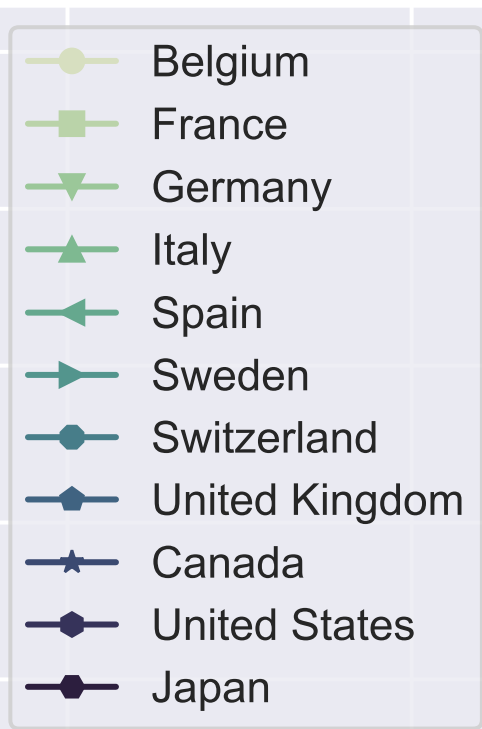 Belgium
France
Germany
Italy
Spain
Sweden
Switzerland
United Kingdom
Canada
United States
Japan